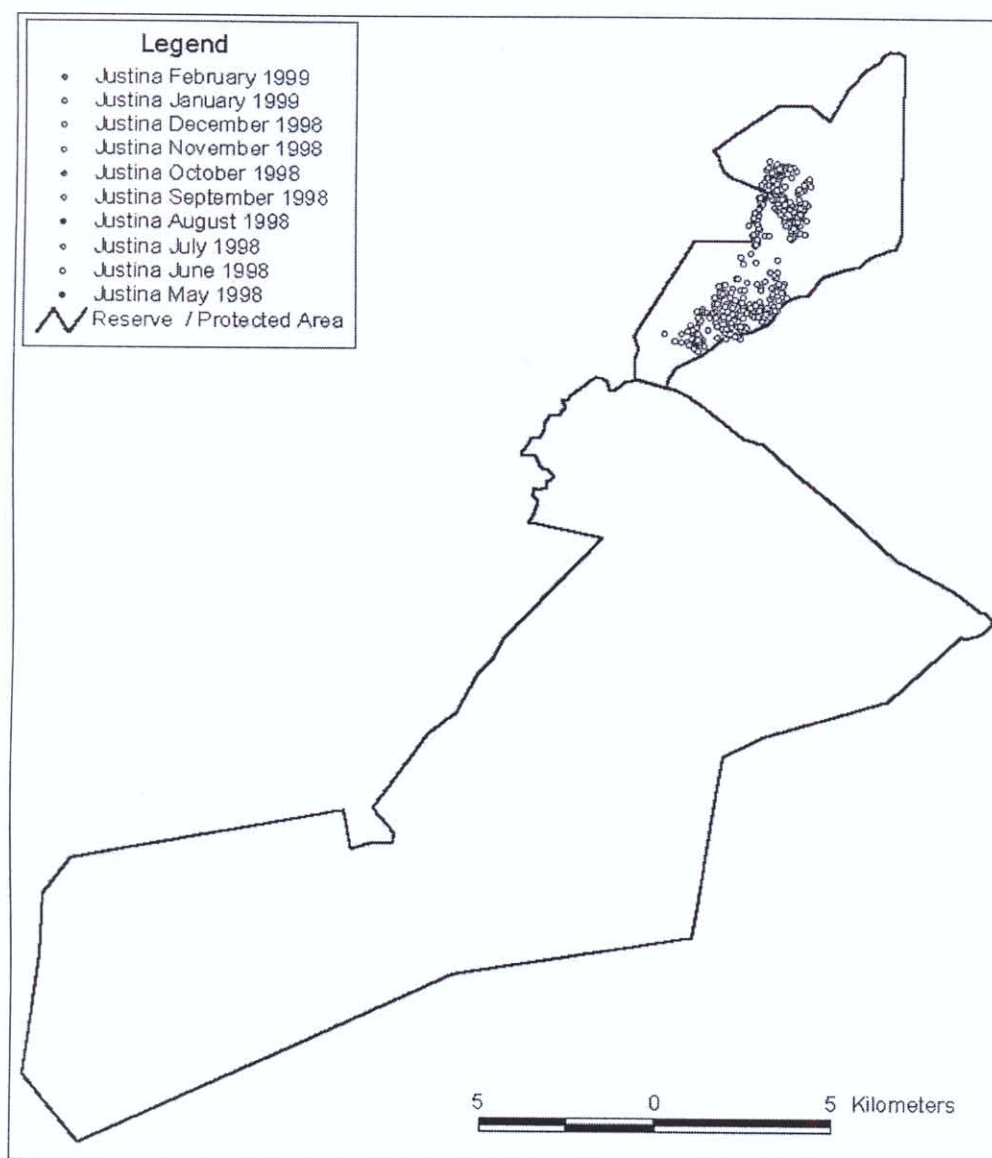 Legend
Justina February 1999
Justina January 1999
Justina December 1998
Justina November 1998
Justina October 1998
Justina September 1998
Justina August 1998
Justina July 1998
Justina June 1998
Justina May 1998
Reserve / Protected Area
5 0 5 Kilometers